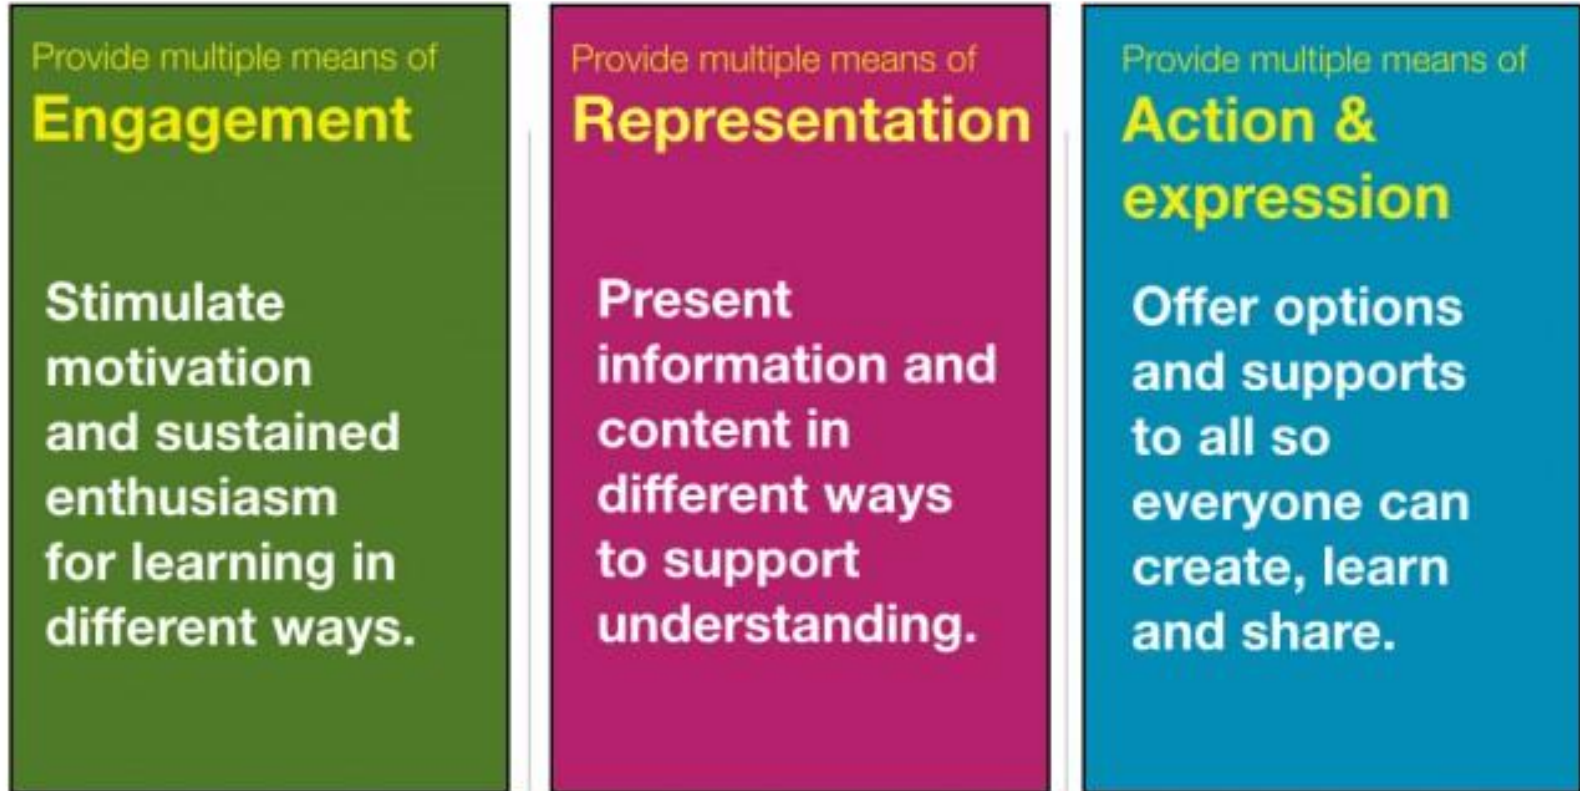 Provide multiple means of
Engagement
Stimulate
motivation
and sustained
enthusiasm
for learning in
different ways.
Provide multiple means of
Representation
Present
information and
content in
different ways
to support
understanding.
Provide multiple means of
Action &
expression
Offer options
and supports
to all so
everyone can
create, learn
and share.